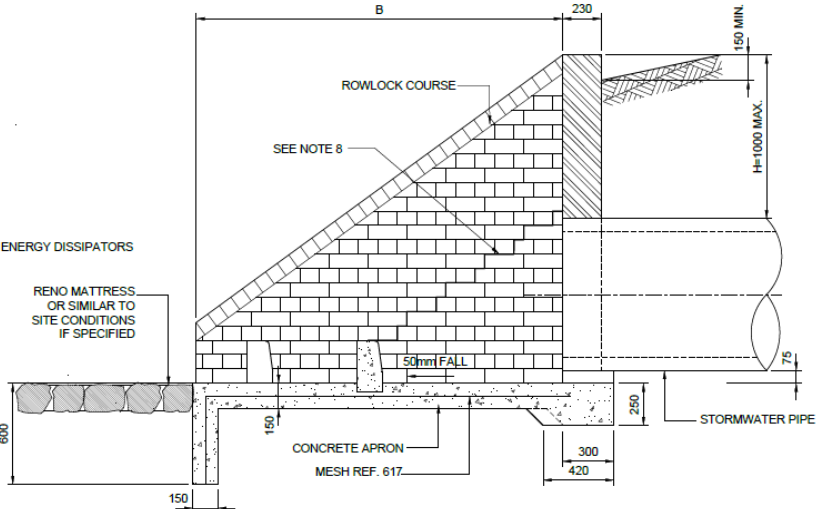 B
230
150 MIN.
ROWLOCK COURSE
SEE NOTE 8
H=1000 MAX.
ENERGY DISSIPATORS
RENO MATTRESS
OR SIMILAR TO
SITE CONDITIONS
IF SPECIFIED
50mm FALL
75
600
150
250
STORMWATER PIPE
CONCRETE APRON
300
MESH REF. 617
420
150